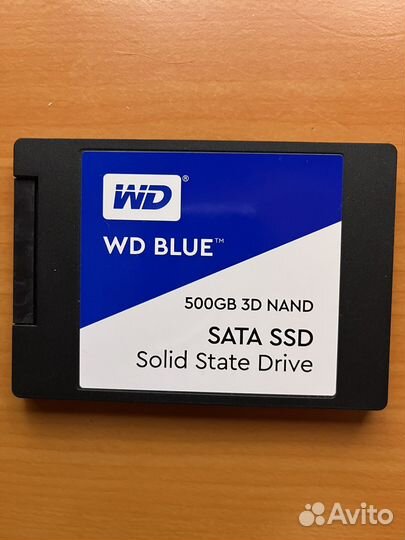 WD®
WD BLUE™
500GB 3D NAND
SATA SSD
Solid State Drive
Avito